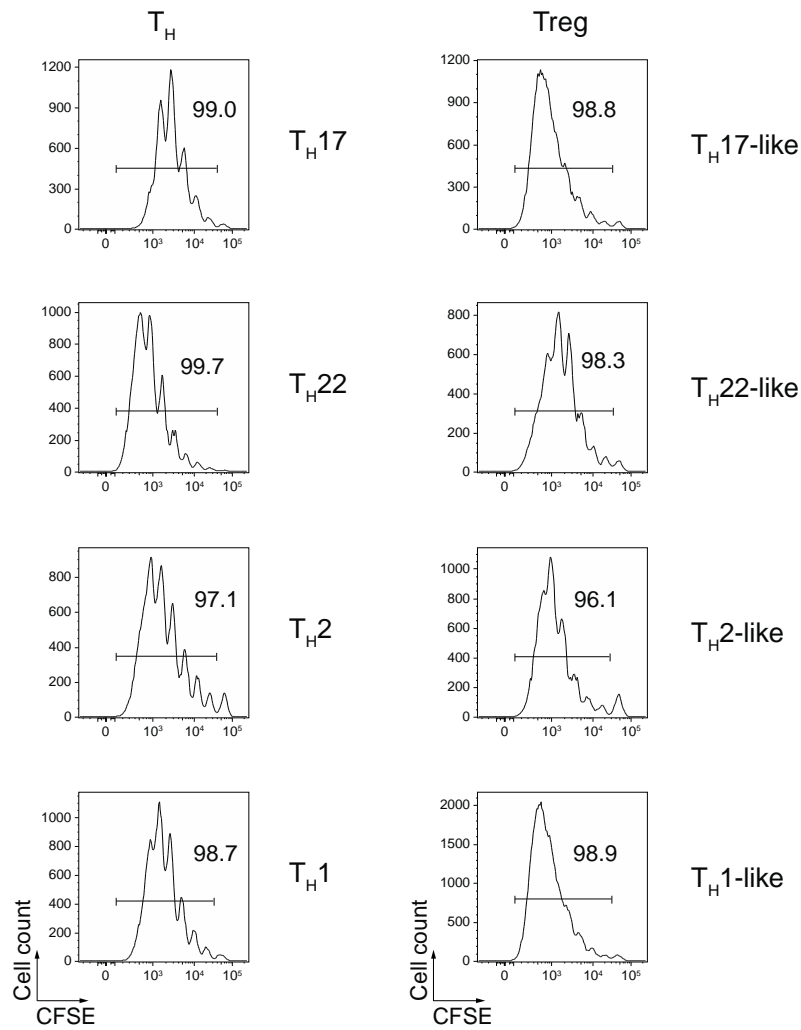 T_H Treg
1200
900
600
300
0
99.0
0 10³ 10⁴ 10⁵
T_H17
1200
900
600
300
0
98.8
0 10³ 10⁴ 10⁵
T_H17-like
1000
800
600
400
200
0
99.7
0 10³ 10⁴ 10⁵
T_H22
800
600
400
200
0
98.3
0 10³ 10⁴ 10⁵
T_H22-like
800
600
400
200
0
97.1
0 10³ 10⁴ 10⁵
T_H2
1000
800
600
400
200
0
96.1
0 10³ 10⁴ 10⁵
T_H2-like
1000
800
600
400
200
0
98.7
0 10³ 10⁴ 10⁵
T_H1
Cell count
CFSE
2000
1500
1000
500
0
98.9
0 10³ 10⁴ 10⁵
T_H1-like
Cell count
CFSE